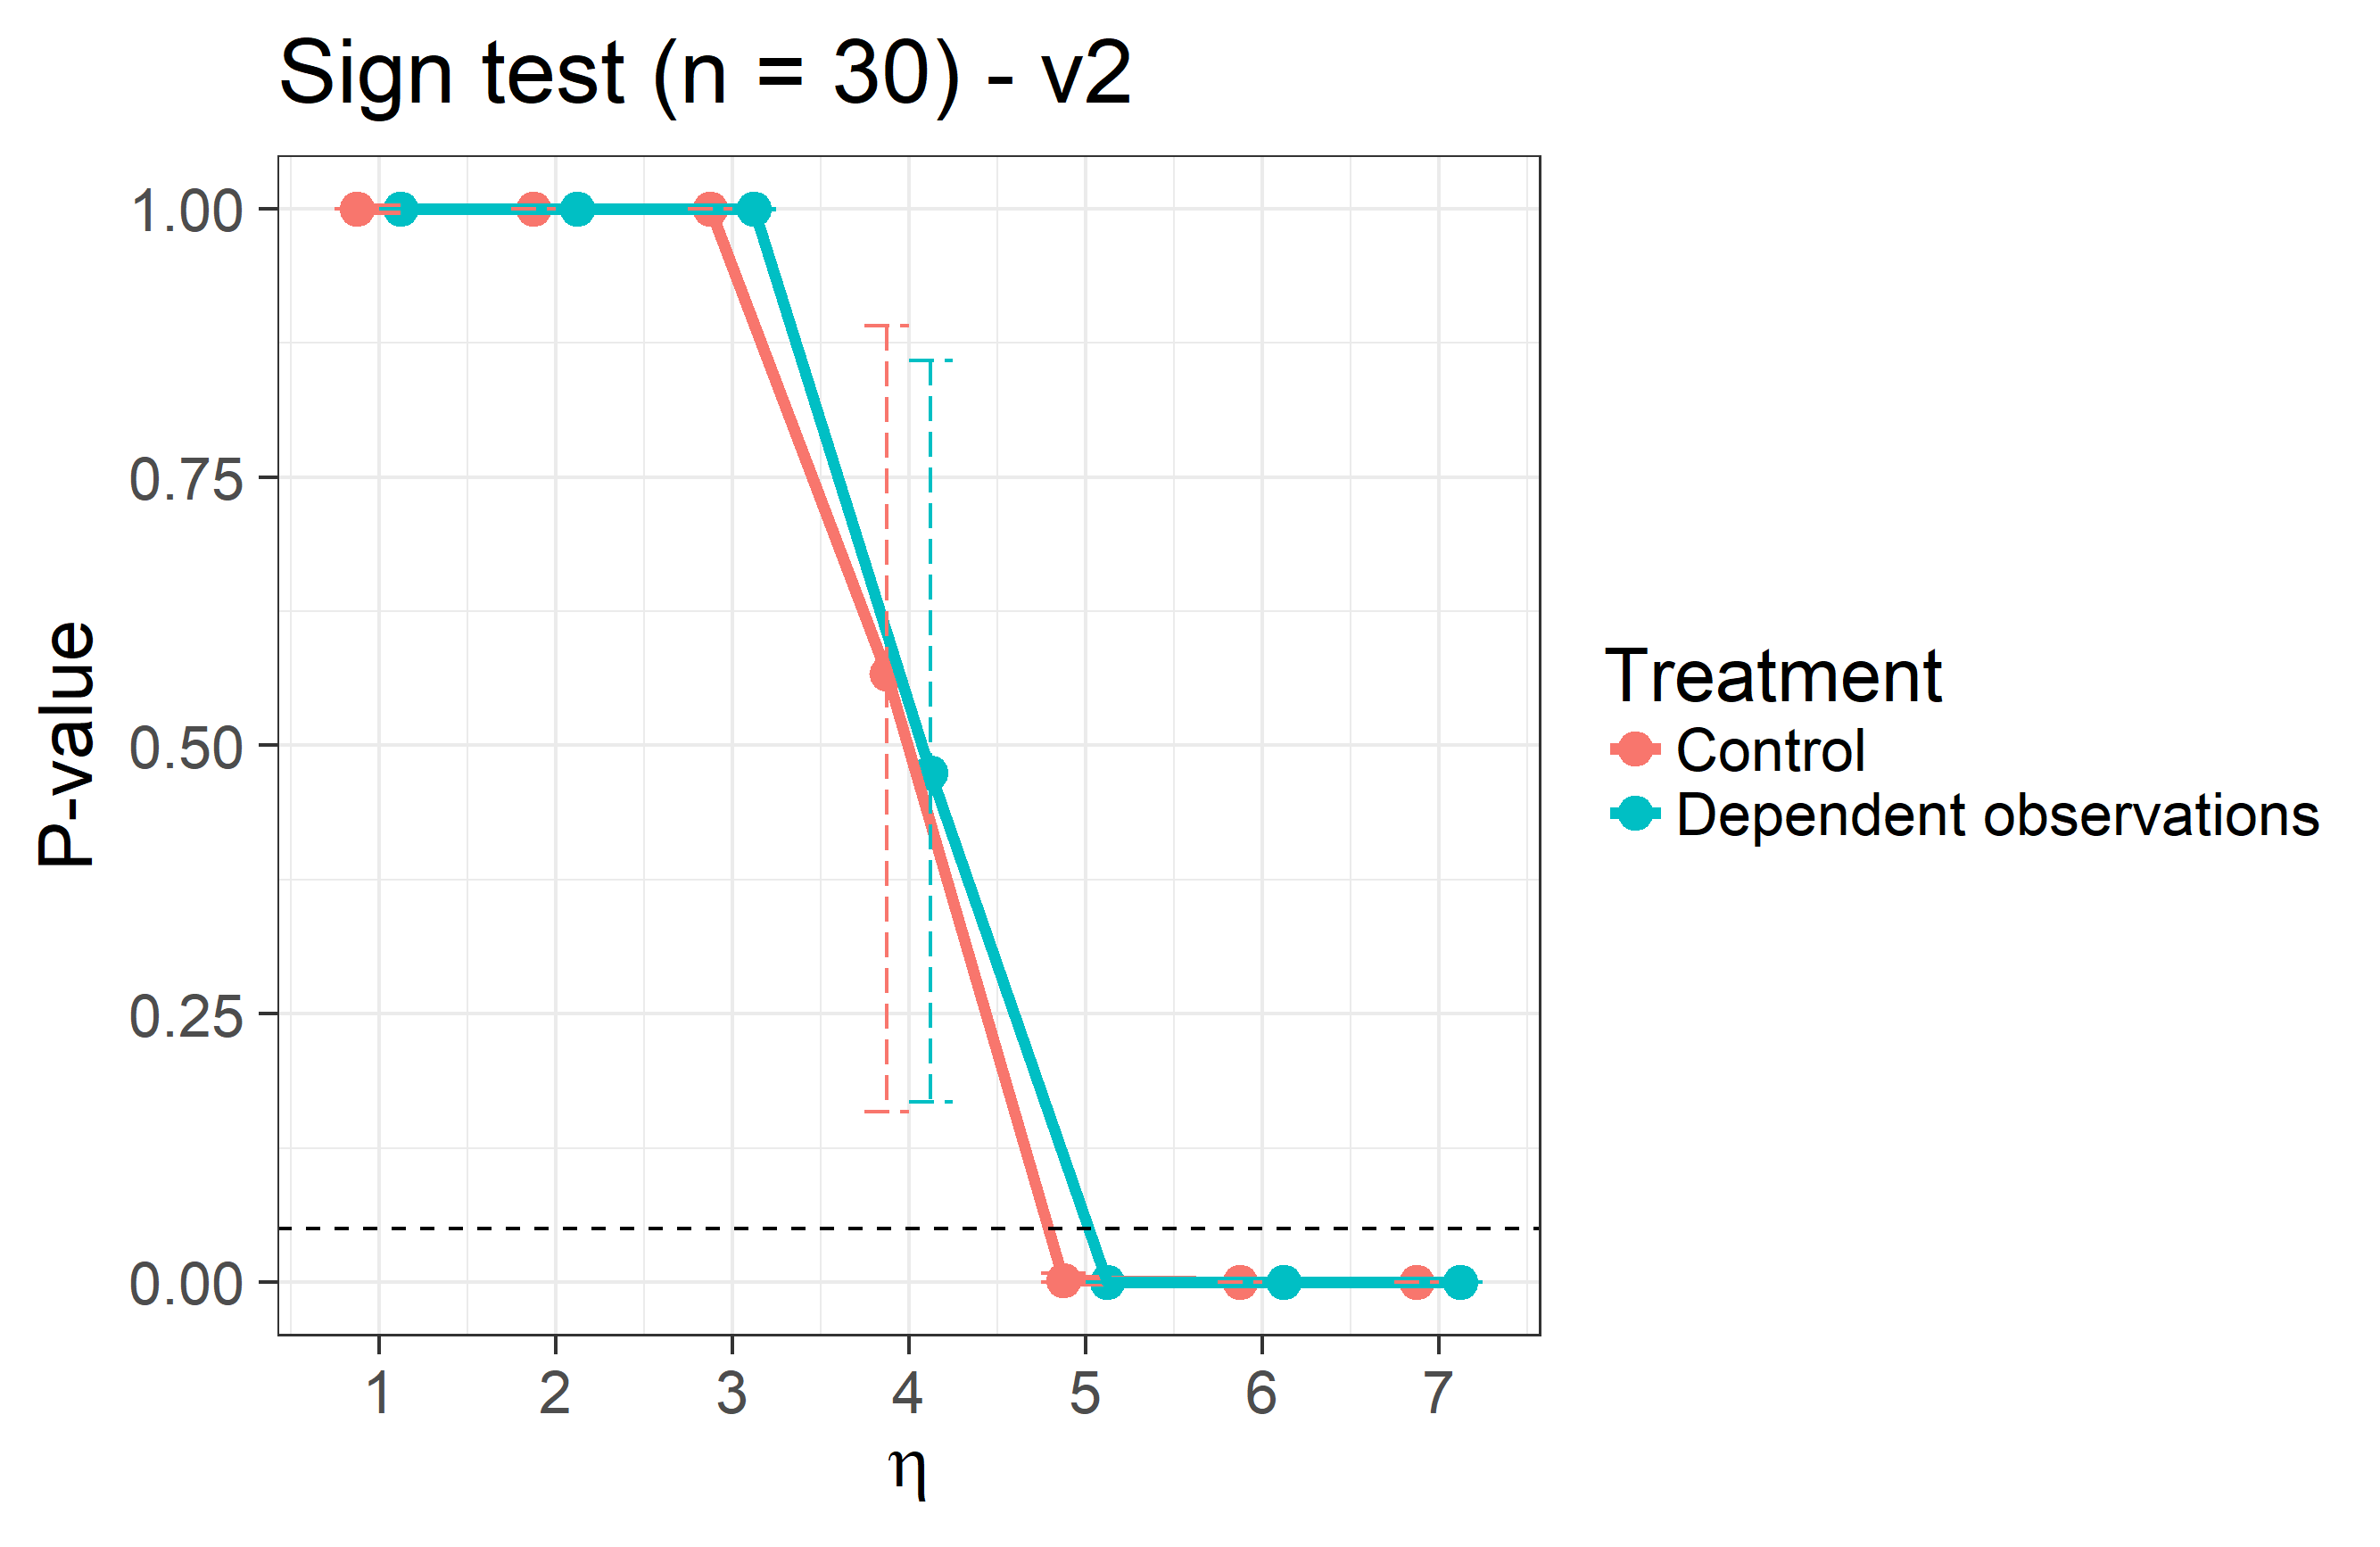 Sign test (n = 30) - v2
P-value
1.00
0.75
0.50
0.25
0.00
1 2 3 4 5 6 7
η
Treatment
Control
Dependent observations